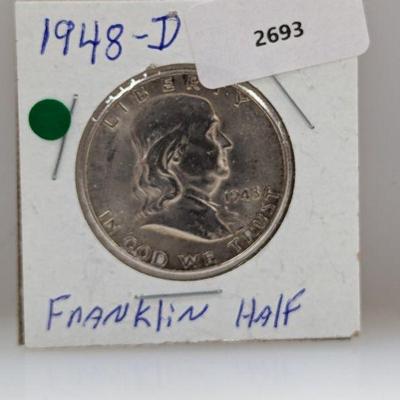 1948-D
2693
LIBERTY
1948
IN GOD WE TRUST
FRANKliN HAlF